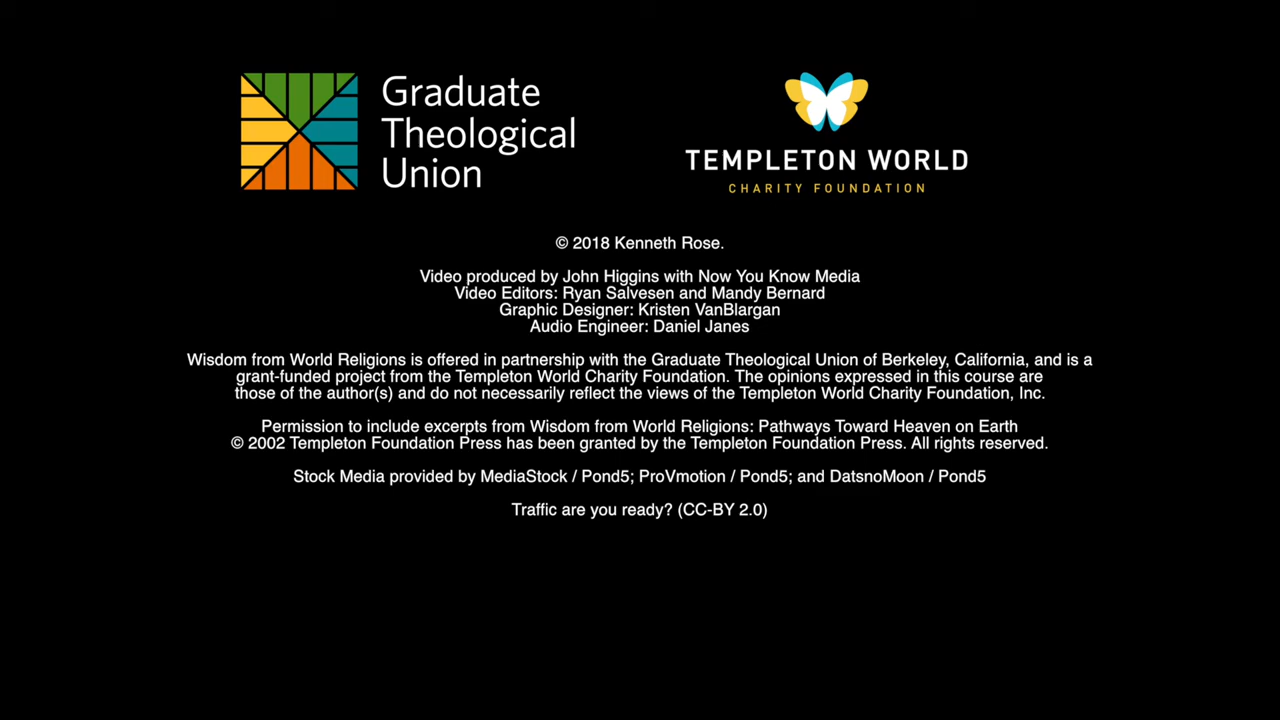 Graduate
Theological
Union
TEMPLETON WORLD
CHARITY FOUNDATION
© 2018 Kenneth Rose.
Video produced by John Higgins with Now You Know Media
Video Editors: Ryan Salvesen and Mandy Bernard
Graphic Designer: Kristen VanBlargan
Audio Engineer: Daniel Janes
Wisdom from World Religions is offered in partnership with the Graduate Theological Union of Berkeley, California, and is a
grant-funded project from the Templeton World Charity Foundation. The opinions expressed in this course are
those of the author(s) and do not necessarily reflect the views of the Templeton World Charity Foundation, Inc.
Permission to include excerpts from Wisdom from World Religions: Pathways Toward Heaven on Earth
© 2002 Templeton Foundation Press has been granted by the Templeton Foundation Press. All rights reserved.
Stock Media provided by MediaStock / Pond5; ProVmotion / Pond5; and DatsnoMoon / Pond5
Traffic are you ready? (CC-BY 2.0)